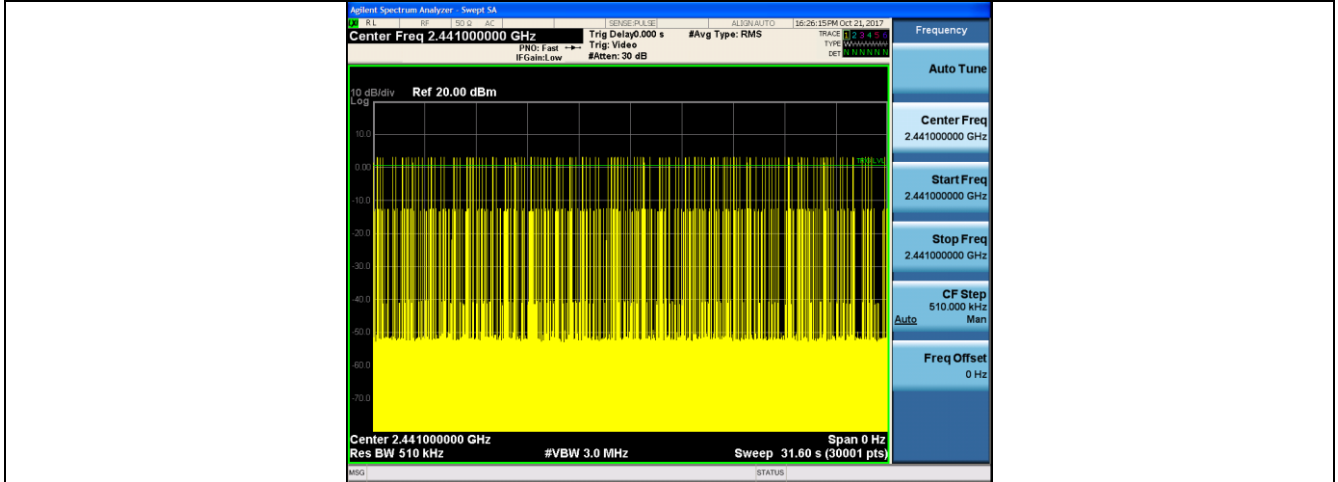 Agilent Spectrum Analyzer - Swept SA
RL RF 50 Ω AC SENSE:PULSE ALIGN AUTO 16:26:15 PM Oct 21, 2017
Center Freq 2.441000000 GHz
PNO: Fast
IFGain:Low
Trig Delay0.000 s
Trig: Video
#Atten: 30 dB
#Avg Type: RMS
TRACE 1 2 3 4 5 6
TYPE
DET N N N N N N
10 dB/div Ref 20.00 dBm
Log
10.0
0.00
-10.0
-20.0
-30.0
-40.0
-50.0
-60.0
-70.0
Center 2.441000000 GHz Span 0 Hz
Res BW 510 kHz #VBW 3.0 MHz Sweep 31.60 s (30001 pts)
MSG STATUS
Frequency
Auto Tune
Center Freq
2.441000000 GHz
Start Freq
2.441000000 GHz
Stop Freq
2.441000000 GHz
CF Step
510.000 kHz
Auto Man
Freq Offset
0 Hz